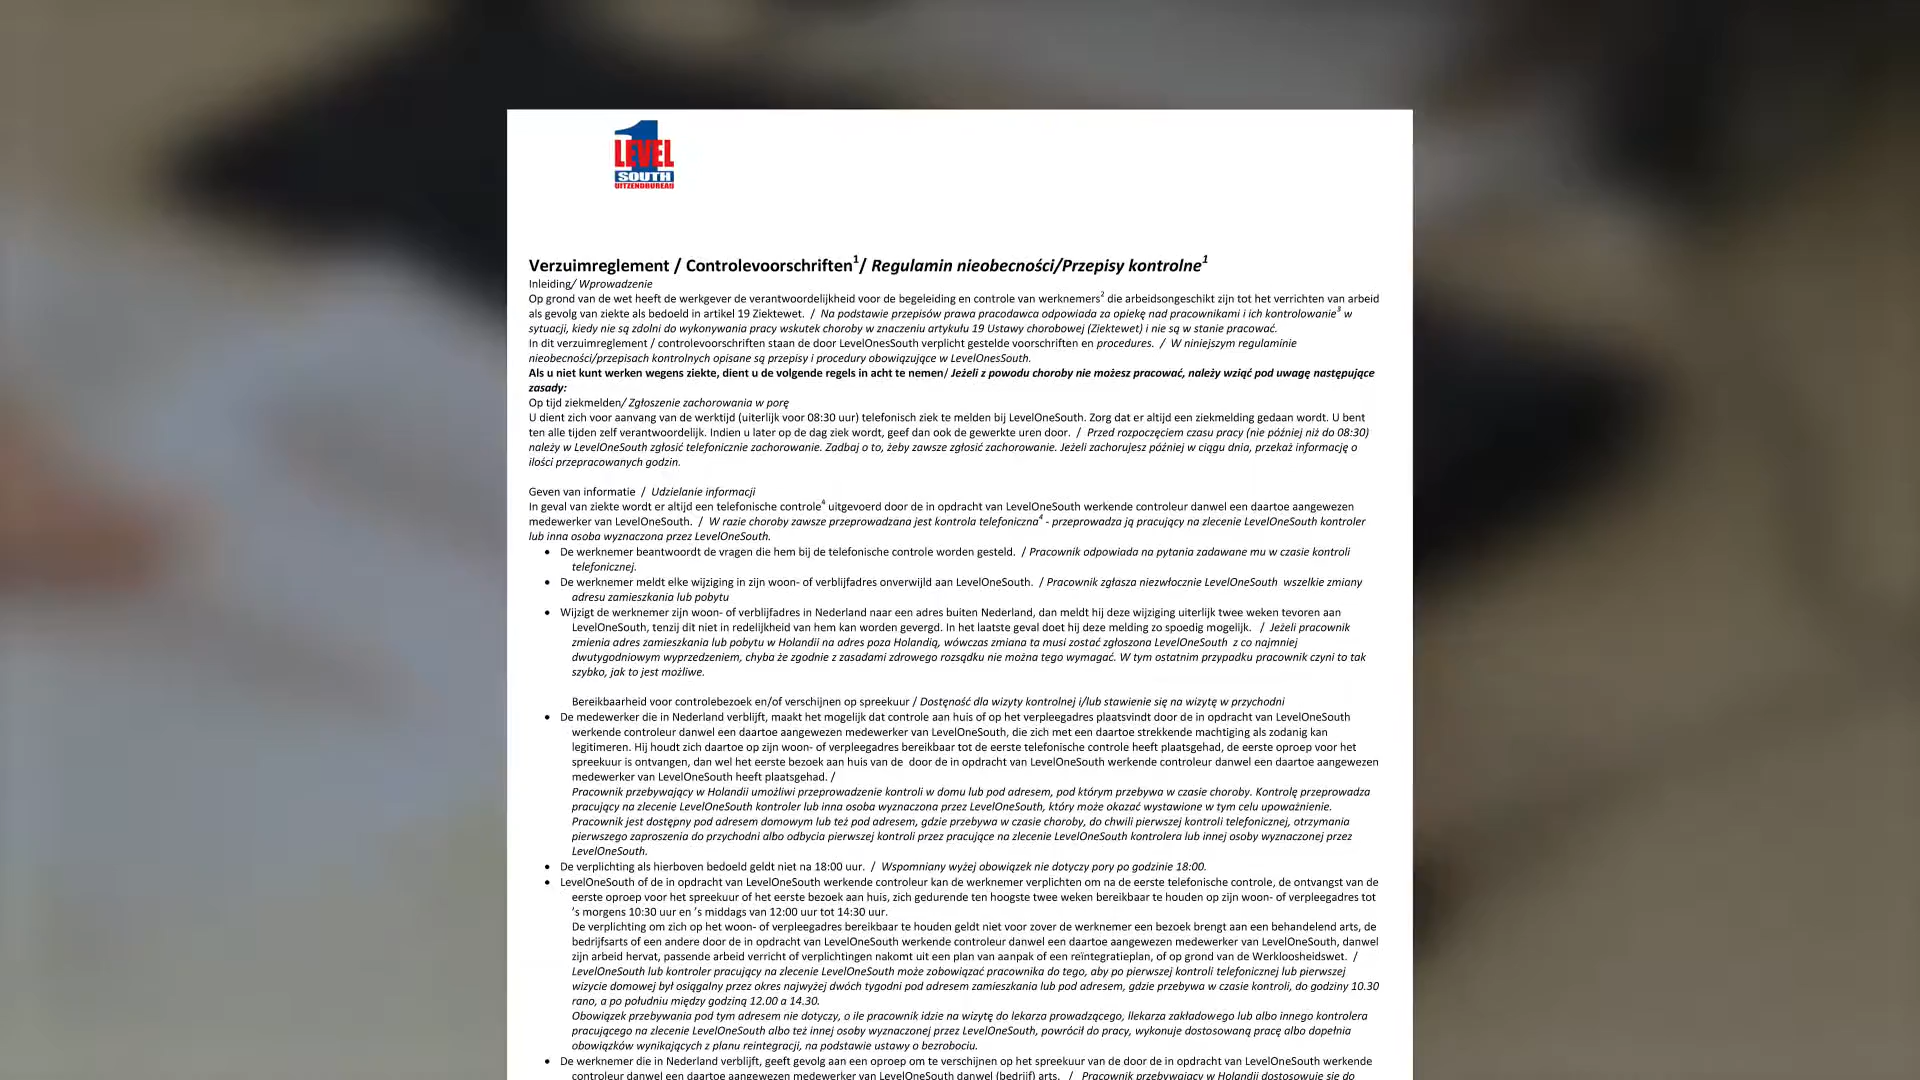 1
LEVEL
SOUTH
UITZENDBUREAU
Verzuimreglement / Controlevoorschriften1/ Regulamin nieobecności/Przepisy kontrolne1
Inleiding/ Wprowadzenie
Op grond van de wet heeft de werkgever de verantwoordelijkheid voor de begeleiding en controle van werknemers2 die arbeidsongeschikt zijn tot het verrichten van arbeid
als gevolg van ziekte als bedoeld in artikel 19 Ziektewet. / Na podstawie przepisów prawa pracodawca odpowiada za opiekę nad pracownikami i ich kontrolowanie3 w
sytuacji, kiedy nie są zdolni do wykonywania pracy wskutek choroby w znaczeniu artykułu 19 Ustawy chorobowej (Ziektewet) i nie są w stanie pracować.
In dit verzuimreglement / controlevoorschriften staan de door LevelOnesSouth verplicht gestelde voorschriften en procedures. / W niniejszym regulaminie
nieobecności/przepisach kontrolnych opisane są przepisy i procedury obowiązujące w LevelOnesSouth.
Als u niet kunt werken wegens ziekte, dient u de volgende regels in acht te nemen/ Jeżeli z powodu choroby nie możesz pracować, należy wziąć pod uwagę następujące
zasady:
Op tijd ziekmelden/ Zgłoszenie zachorowania w porę
U dient zich voor aanvang van de werktijd (uiterlijk voor 08:30 uur) telefonisch ziek te melden bij LevelOneSouth. Zorg dat er altijd een ziekmelding gedaan wordt. U bent
ten alle tijden zelf verantwoordelijk. Indien u later op de dag ziek wordt, geef dan ook de gewerkte uren door. / Przed rozpoczęciem czasu pracy (nie później niż do 08:30)
należy w LevelOneSouth zgłosić telefonicznie zachorowanie. Zadbaj o to, żeby zawsze zgłosić zachorowanie. Jeżeli zachorujesz później w ciągu dnia, przekaż informację o
ilości przepracowanych godzin.
Geven van informatie / Udzielanie informacji
In geval van ziekte wordt er altijd een telefonische controle4 uitgevoerd door de in opdracht van LevelOneSouth werkende controleur danwel een daartoe aangewezen
medewerker van LevelOneSouth. / W razie choroby zawsze przeprowadzana jest kontrola telefoniczna4 - przeprowadza ją pracujący na zlecenie LevelOneSouth kontroler
lub inna osoba wyznaczona przez LevelOneSouth.
• De werknemer beantwoordt de vragen die hem bij de telefonische controle worden gesteld. / Pracownik odpowiada na pytania zadawane mu w czasie kontroli
telefonicznej.
• De werknemer meldt elke wijziging in zijn woon- of verblijfadres onverwijld aan LevelOneSouth. / Pracownik zgłasza niezwłocznie LevelOneSouth wszelkie zmiany
adresu zamieszkania lub pobytu
• Wijzigt de werknemer zijn woon- of verblijfadres in Nederland naar een adres buiten Nederland, dan meldt hij deze wijziging uiterlijk twee weken tevoren aan
LevelOneSouth, tenzij dit niet in redelijkheid van hem kan worden gevergd. In het laatste geval doet hij deze melding zo spoedig mogelijk. / Jeżeli pracownik
zmienia adres zamieszkania lub pobytu w Holandii na adres poza Holandią, wówczas zmiana ta musi zostać zgłoszona LevelOneSouth z co najmniej
dwutygodniowym wyprzedzeniem, chyba że zgodnie z zasadami zdrowego rozsądku nie można tego wymagać. W tym ostatnim przypadku pracownik czyni to tak
szybko, jak to jest możliwe.
Bereikbaarheid voor controlebezoek en/of verschijnen op spreekuur / Dostępność dla wizyty kontrolnej i/lub stawienie się na wizytę w przychodni
• De medewerker die in Nederland verblijft, maakt het mogelijk dat controle aan huis of op het verpleegadres plaatsvindt door de in opdracht van LevelOneSouth
werkende controleur danwel een daartoe aangewezen medewerker van LevelOneSouth, die zich met een daartoe strekkende machtiging als zodanig kan
legitimeren. Hij houdt zich daartoe op zijn woon- of verpleegadres bereikbaar tot de eerste telefonische controle heeft plaatsgehad, de eerste oproep voor het
spreekuur is ontvangen, dan wel het eerste bezoek aan huis van de door de in opdracht van LevelOneSouth werkende controleur danwel een daartoe aangewezen
medewerker van LevelOneSouth heeft plaatsgehad. /
Pracownik przebywający w Holandii umożliwi przeprowadzenie kontroli w domu lub pod adresem, pod którym przebywa w czasie choroby. Kontrolę przeprowadza
pracujący na zlecenie LevelOneSouth kontroler lub inna osoba wyznaczona przez LevelOneSouth, który może okazać wystawione w tym celu upoważnienie.
Pracownik jest dostępny pod adresem domowym lub też pod adresem, gdzie przebywa w czasie choroby, do chwili pierwszej kontroli telefonicznej, otrzymania
pierwszego zaproszenia do przychodni albo odbycia pierwszej kontroli przez pracujące na zlecenie LevelOneSouth kontrolera lub innej osoby wyznaczonej przez
LevelOneSouth.
• De verplichting als hierboven bedoeld geldt niet na 18:00 uur. / Wspomniany wyżej obowiązek nie dotyczy pory po godzinie 18:00.
• LevelOneSouth of de in opdracht van LevelOneSouth werkende controleur kan de werknemer verplichten om na de eerste telefonische controle, de ontvangst van de
eerste oproep voor het spreekuur of het eerste bezoek aan huis, zich gedurende ten hoogste twee weken bereikbaar te houden op zijn woon- of verpleegadres tot
's morgens 10:30 uur en 's middags van 12:00 uur tot 14:30 uur.
De verplichting om zich op het woon- of verpleegadres bereikbaar te houden geldt niet voor zover de werknemer een bezoek brengt aan een behandelend arts, de
bedrijfsarts of een andere door de in opdracht van LevelOneSouth werkende controleur danwel een daartoe aangewezen medewerker van LevelOneSouth, danwel
zijn arbeid hervat, passende arbeid verricht of verplichtingen nakomt uit een plan van aanpak of een reïntegratieplan, of op grond van de Werkloosheidswet. /
LevelOneSouth lub kontroler pracujący na zlecenie LevelOneSouth może zobowiązać pracownika do tego, aby po pierwszej kontroli telefonicznej lub pierwszej
wizycie domowej był osiągalny przez okres najwyżej dwóch tygodni pod adresem zamieszkania lub pod adresem, gdzie przebywa w czasie kontroli, do godziny 10.30
rano, a po południu między godziną 12.00 a 14.30.
Obowiązek przebywania pod tym adresem nie dotyczy, o ile pracownik idzie na wizytę do lekarza prowadzącego, llekarza zakładowego lub albo innego kontrolera
pracującego na zlecenie LevelOneSouth albo też innej osoby wyznaczonej przez LevelOneSouth, powrócił do pracy, wykonuje dostosowaną pracę albo dopełnia
obowiązków wynikających z planu reintegracji, na podstawie ustawy o bezrobociu.
• De werknemer die in Nederland verblijft, geeft gevolg aan een oproep om te verschijnen op het spreekuur van de door de in opdracht van LevelOneSouth werkende
controleur danwel een daartoe aangewezen medewerker van LevelOneSouth danwel (bedrijf) arts. / Pracownik przebywający w Holandii dostosowuje się do